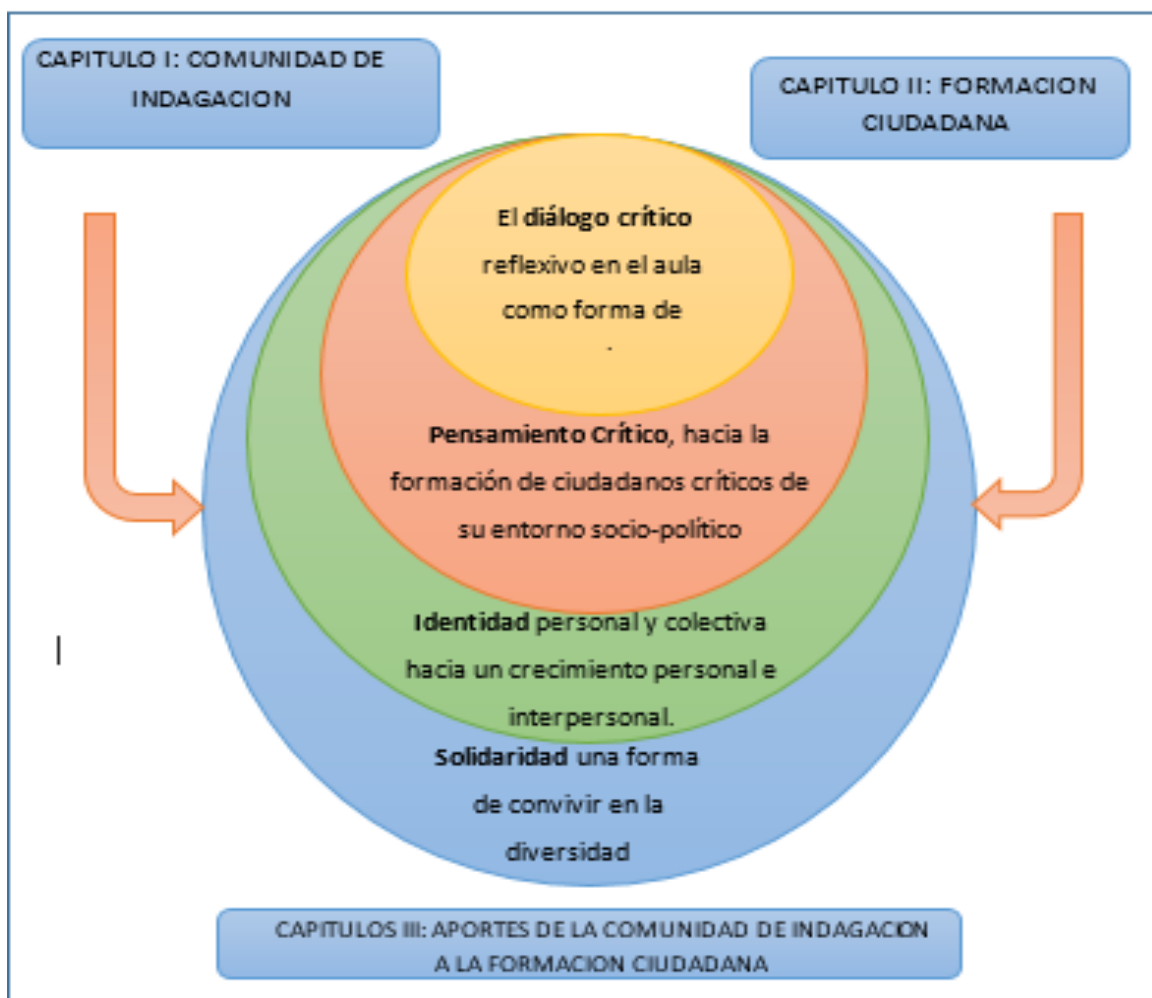 CAPITULO I: COMUNIDAD DE
INDAGACION
CAPITULO II: FORMACION
CIUDADANA
El diálogo crítico
reflexivo en el aula
como forma de
.
Pensamiento Crítico, hacia la
formación de ciudadanos críticos de
su entorno socio-político
Identidad personal y colectiva
hacia un crecimiento personal e
interpersonal.
Solidaridad una forma
de convivir en la
diversidad
CAPITULOS III: APORTES DE LA COMUNIDAD DE INDAGACION
A LA FORMACION CIUDADANA